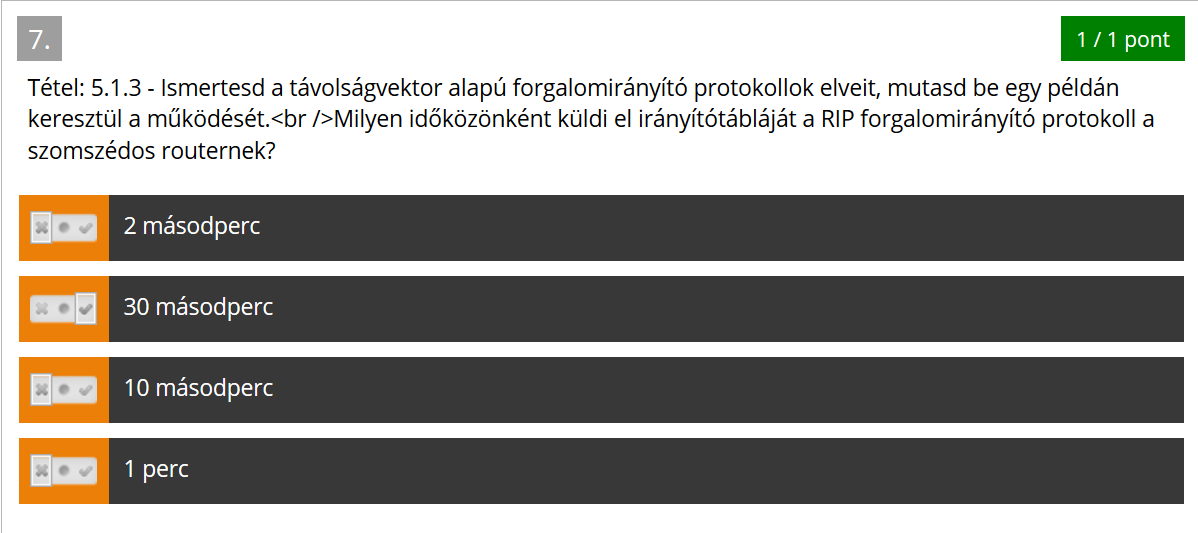 7.
1 / 1 pont
Tétel: 5.1.3 - Ismertesd a távolságvektor alapú forgalomirányító protokollok elveit, mutasd be egy példán
keresztül a működését.<br />Milyen időközönként küldi el irányítótábláját a RIP forgalomirányító protokoll a
szomszédos routernek?
2 másodperc
30 másodperc
10 másodperc
1 perc